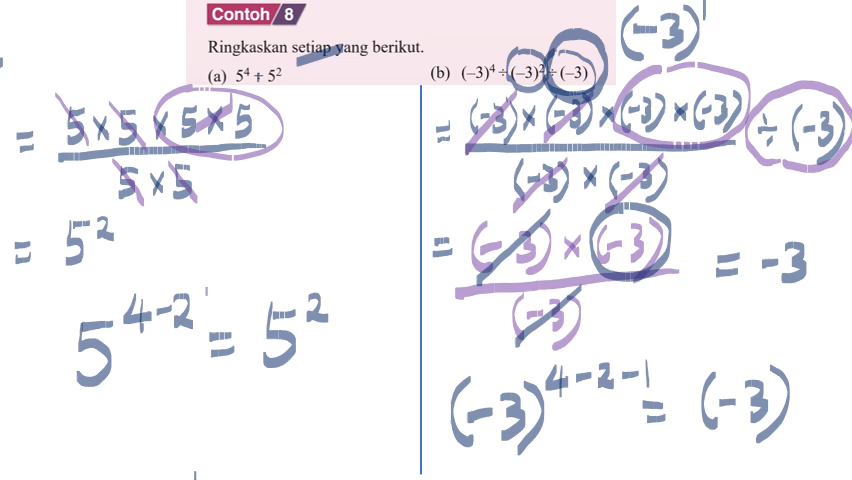 Contoh 8
Ringkaskan setiap yang berikut.
(a) 5⁴ ÷ 5²
= 5 × 5 × 5 × 5
5 × 5
= 5²
5⁴⁻² = 5²
(b) (–3)⁴ ÷ (–3)² ÷ (–3)
(-3)¹
= (-3) × (-3) × (-3) × (-3) ÷ (-3)
(-3) × (-3)
= (-3) × (-3) = -3
(-3)
(-3)⁴⁻²⁻¹ = (-3)